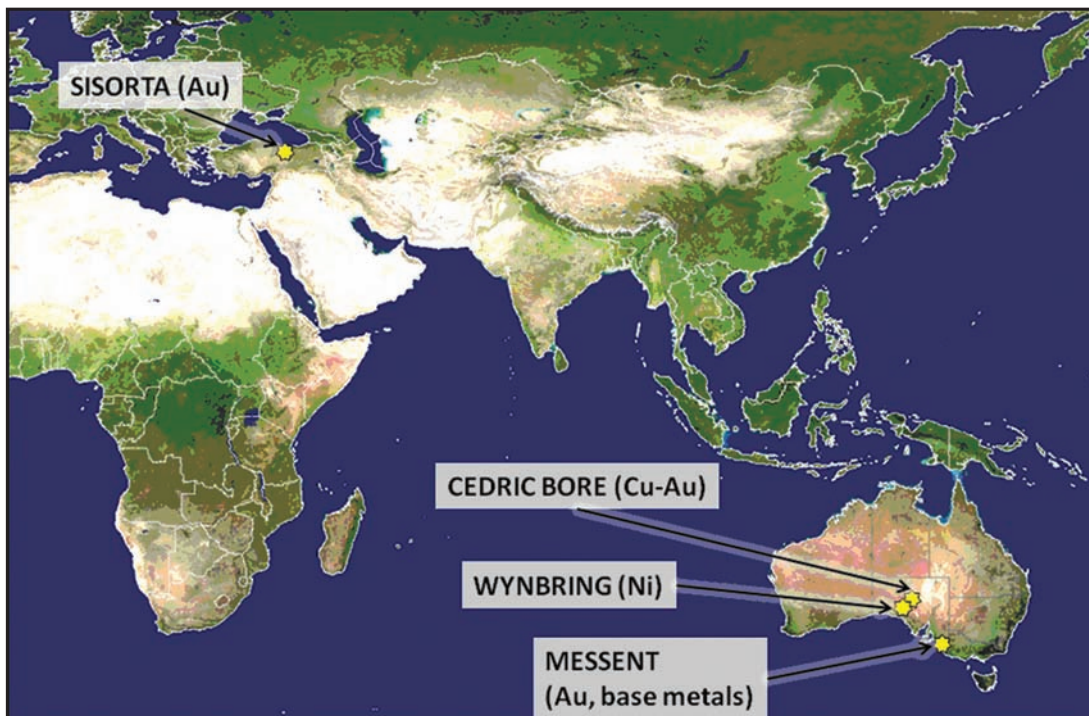 SISORTA (Au)
CEDRIC BORE (Cu-Au)
WYNBRING (Ni)
MESSENT
(Au, base metals)